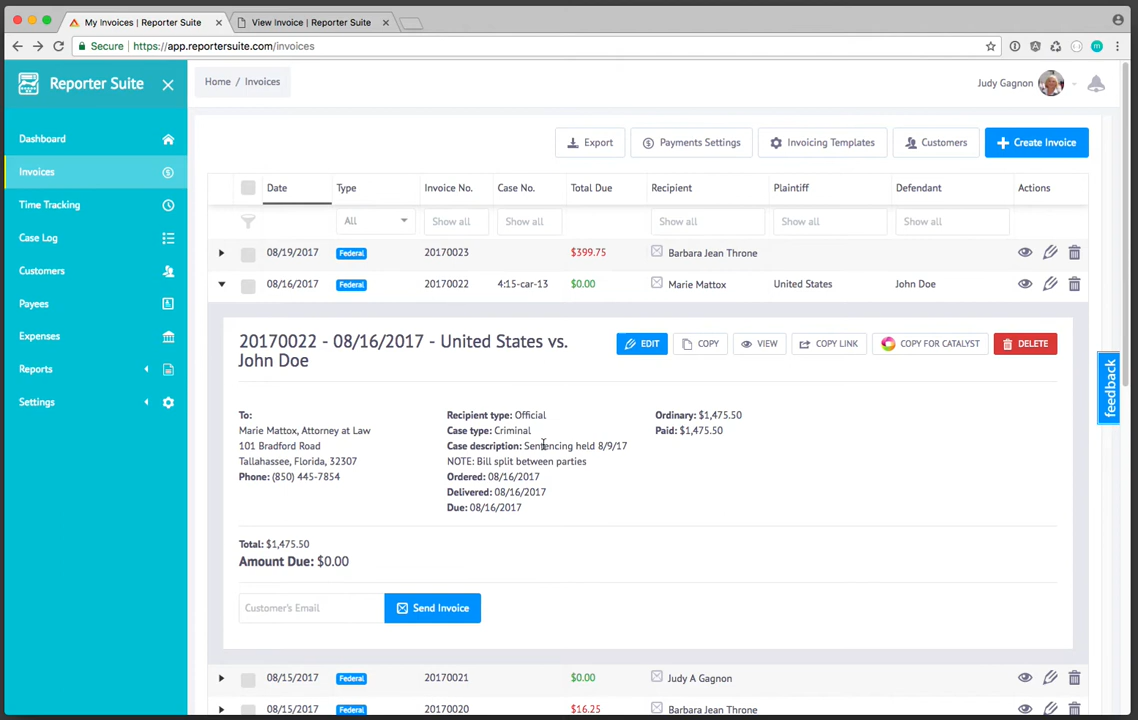 My Invoices | Reporter Suite
View Invoice | Reporter Suite
Secure
https://app.reportersuite.com/invoices
Reporter Suite
Home / Invoices
Judy Gagnon
Dashboard
Invoices
Time Tracking
Case Log
Customers
Payees
Expenses
Reports
Settings
Export
Payments Settings
Invoicing Templates
Customers
Create Invoice
Date Type Invoice No. Case No. Total Due Recipient Plaintiff Defendant Actions
All Show all Show all Show all Show all Show all
08/19/2017 Federal 20170023 $399.75 Barbara Jean Throne
08/16/2017 Federal 20170022 4:15-car-13 $0.00 Marie Mattox United States John Doe
20170022 - 08/16/2017 - United States vs.
John Doe
EDIT COPY VIEW COPY LINK COPY FOR CATALYST DELETE
To:
Marie Mattox, Attorney at Law
101 Bradford Road
Tallahassee, Florida, 32307
Phone: (850) 445-7854
Recipient type: Official
Case type: Criminal
Case description: Sentencing held 8/9/17
NOTE: Bill split between parties
Ordered: 08/16/2017
Delivered: 08/16/2017
Due: 08/16/2017
Ordinary: $1,475.50
Paid: $1,475.50
Total: $1,475.50
Amount Due: $0.00
Customer's Email
Send Invoice
08/15/2017 Federal 20170021 $0.00 Judy A Gagnon
08/15/2017 Federal 20170020 $16.25 Barbara Jean Throne
feedback